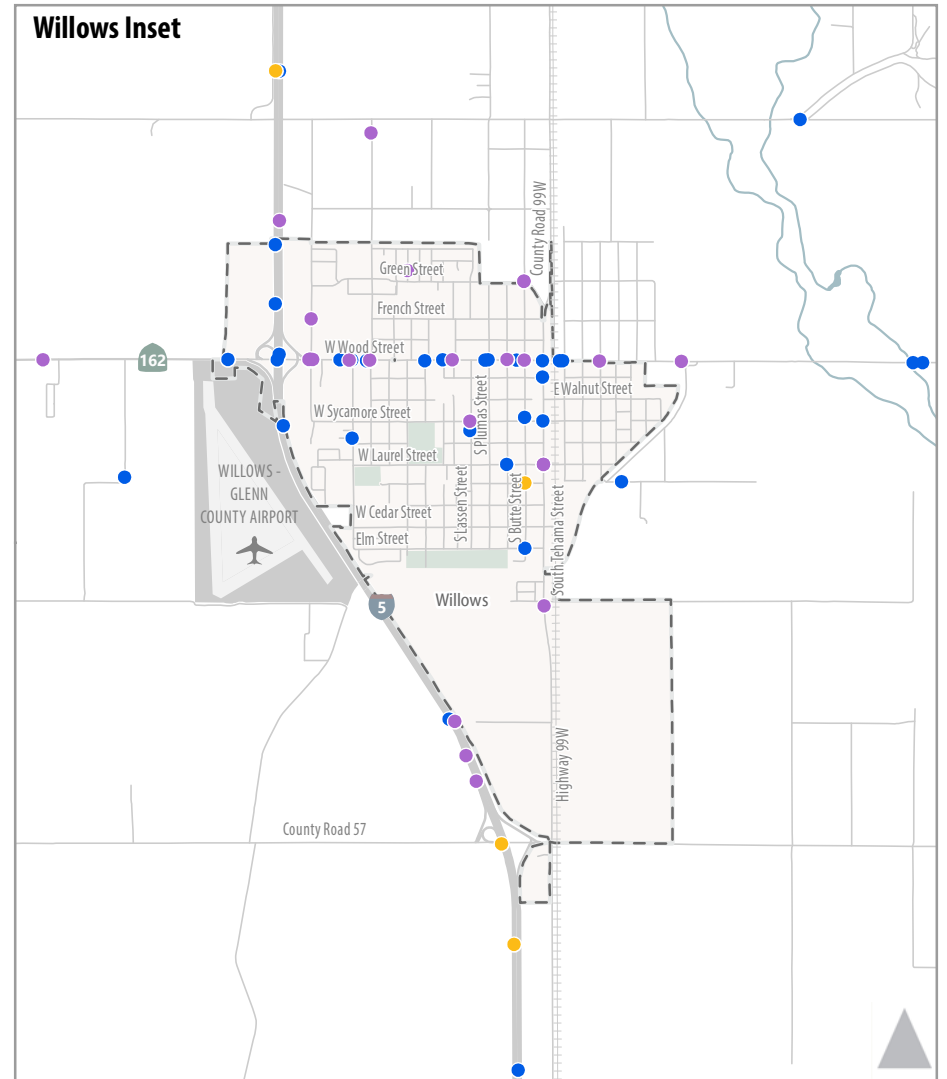 Willows Inset
County Road 99W
Green Street
French Street
W Wood Street
162
E Walnut Street
W Sycamore Street
S Plumas Street
W Laurel Street
WILLOWS -
GLENN
COUNTY AIRPORT
S Lassen Street
S Butte Street
W Cedar Street
South Tehama Street
Elm Street
Willows
5
Highway 99W
County Road 57